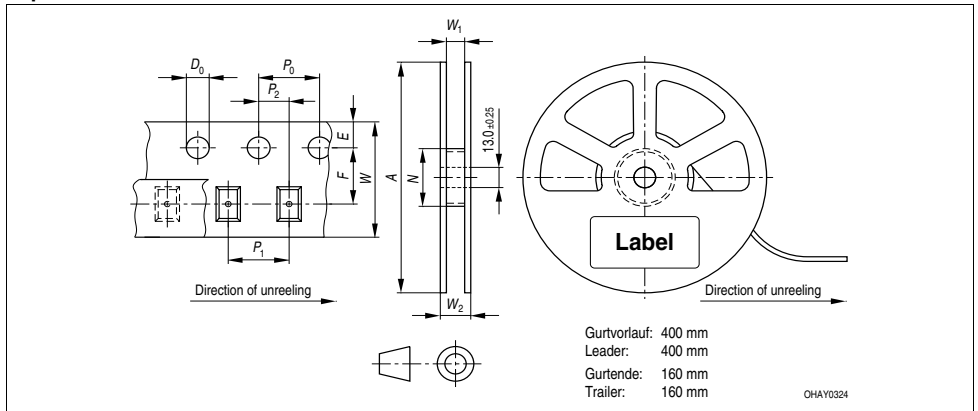 W1
D0
P0
P2
E
F
W
P1
Direction of unreeling
A
N
13.0±0.25
W2
Label
Direction of unreeling
Gurtvorlauf: 400 mm
Leader: 400 mm
Gurtende: 160 mm
Trailer: 160 mm
OHAY0324